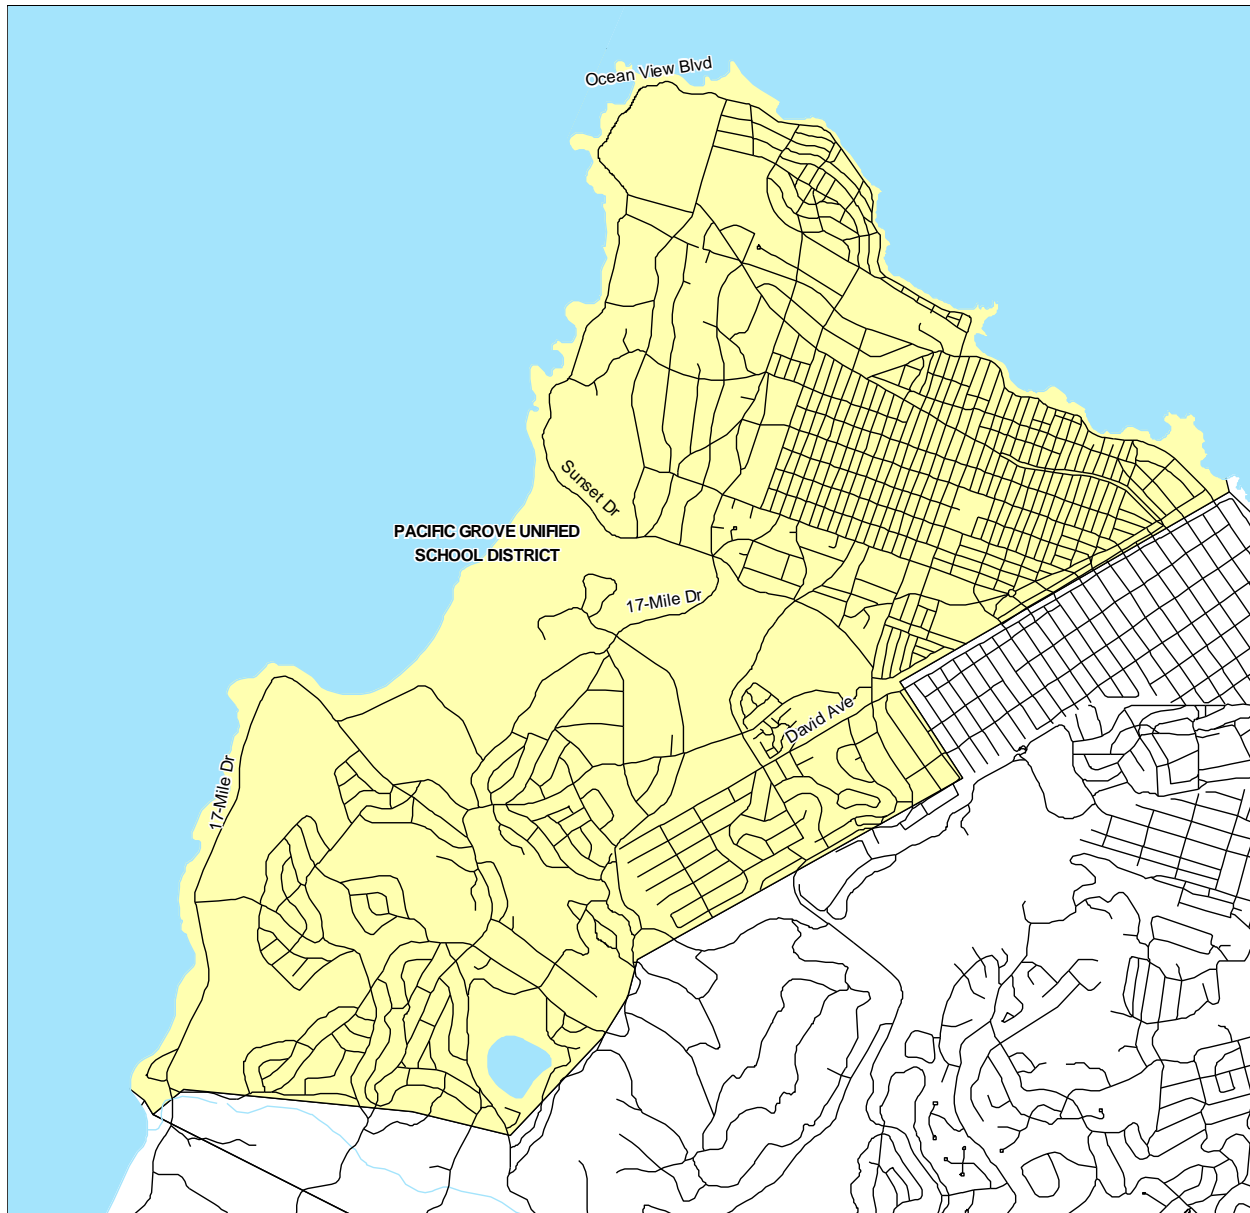 Ocean View Blvd
Sunset Dr
PACIFIC GROVE UNIFIED
SCHOOL DISTRICT
17-Mile Dr
David Ave
17-Mile Dr